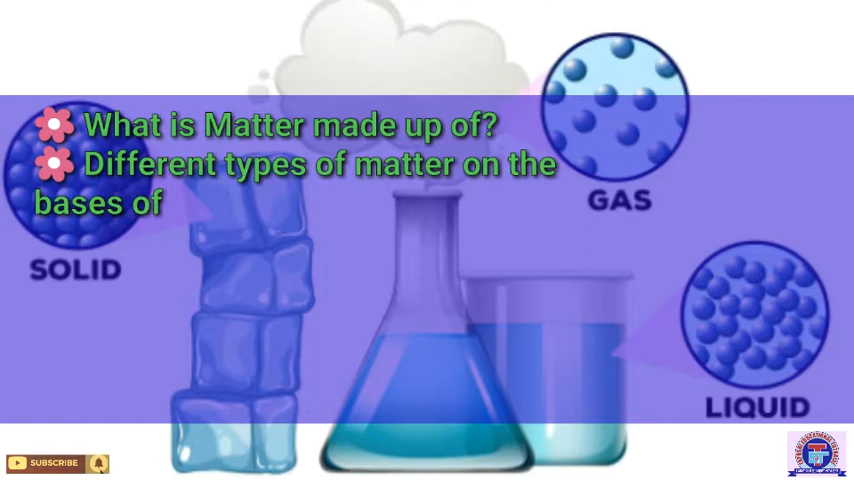 What is Matter made up of?
Different types of matter on the
bases of
GAS
SOLID
LIQUID
SUBSCRIBE